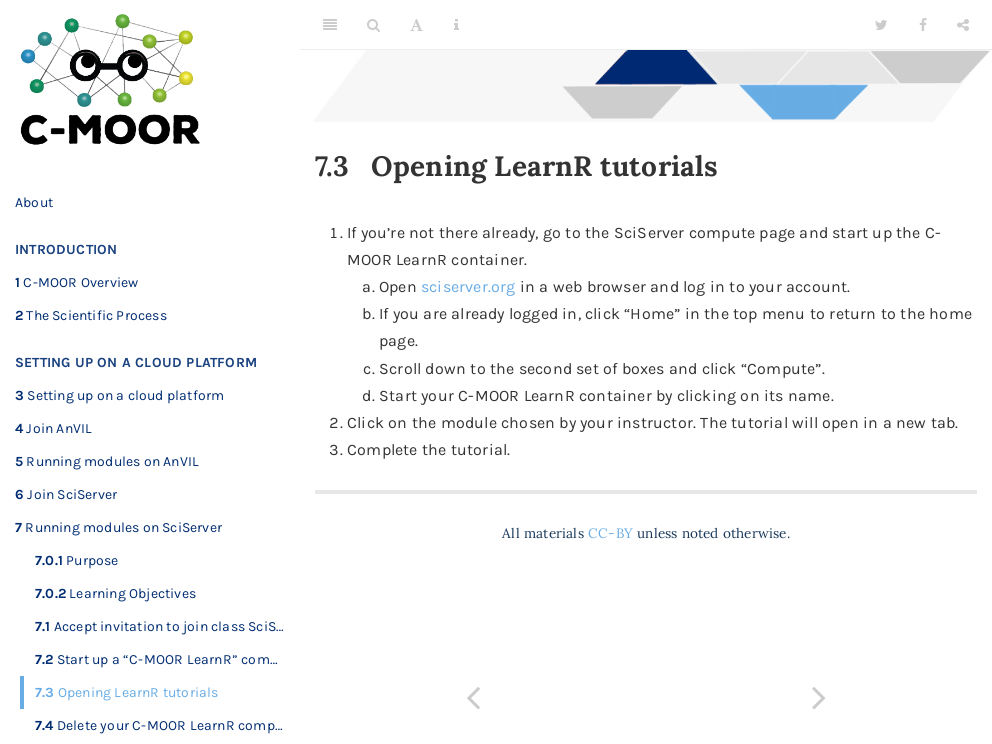 C-MOOR
About
INTRODUCTION
1 C-MOOR Overview
2 The Scientific Process
SETTING UP ON A CLOUD PLATFORM
3 Setting up on a cloud platform
4 Join AnVIL
5 Running modules on AnVIL
6 Join SciServer
7 Running modules on SciServer
7.0.1 Purpose
7.0.2 Learning Objectives
7.1 Accept invitation to join class SciS...
7.2 Start up a “C-MOOR LearnR” com...
7.3 Opening LearnR tutorials
7.4 Delete your C-MOOR LearnR comp...
7.3 Opening LearnR tutorials
1. If you’re not there already, go to the SciServer compute page and start up the C-
MOOR LearnR container.
a. Open sciserver.org in a web browser and log in to your account.
b. If you are already logged in, click “Home” in the top menu to return to the home
page.
c. Scroll down to the second set of boxes and click “Compute”.
d. Start your C-MOOR LearnR container by clicking on its name.
2. Click on the module chosen by your instructor. The tutorial will open in a new tab.
3. Complete the tutorial.
All materials CC-BY unless noted otherwise.